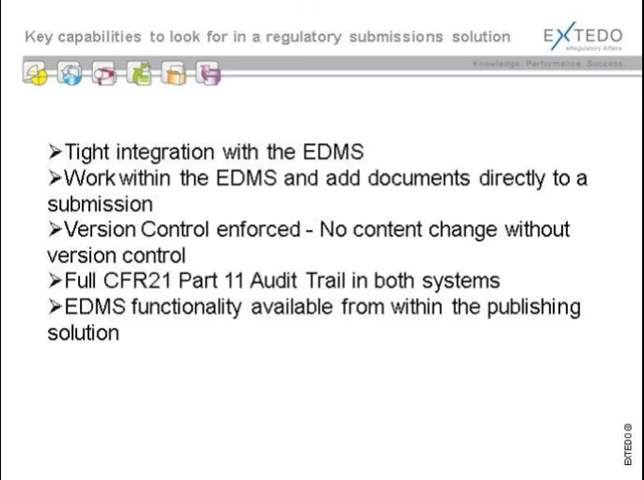 Key capabilities to look for in a regulatory submissions solution
EXTEDO
eRegulatory Affairs
Knowledge. Performance. Success.
➢Tight integration with the EDMS
➢Work within the EDMS and add documents directly to a
submission
➢Version Control enforced - No content change without
version control
➢Full CFR21 Part 11 Audit Trail in both systems
➢EDMS functionality available from within the publishing
solution
EXTEDO ®